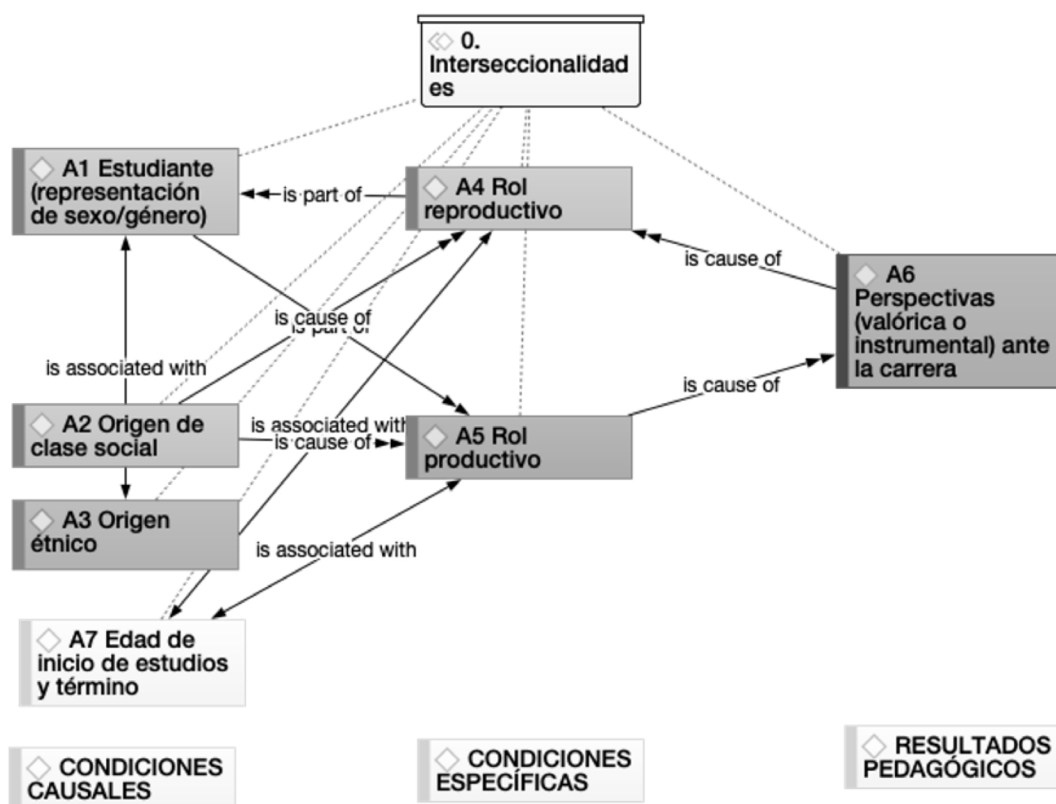 0.
Interseccionalidad
es
A1 Estudiante
(representación
de sexo/género)
is part of
A4 Rol
reproductivo
is cause of
A6
Perspectivas
(valórica o
instrumental) ante
la carrera
is cause of
is part of
is associated with
is cause of
A2 Origen de
clase social
is associated with
is cause of
A5 Rol
productivo
A3 Origen
étnico
is associated with
A7 Edad de
inicio de estudios
y término
CONDICIONES
CAUSALES
CONDICIONES
ESPECÍFICAS
RESULTADOS
PEDAGÓGICOS